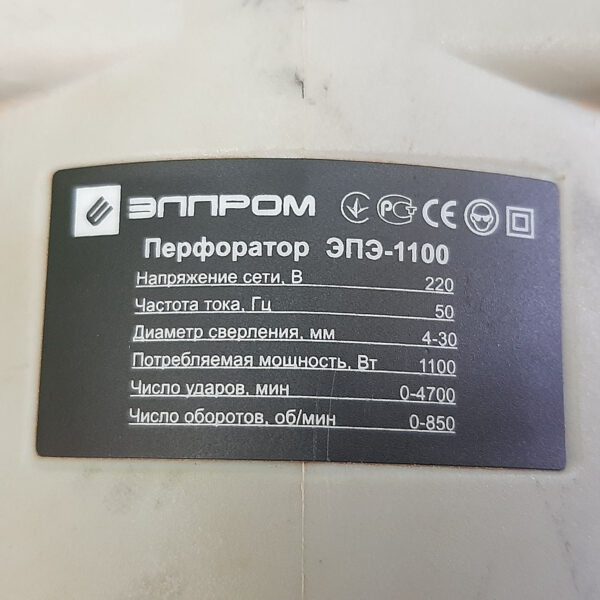 ЭЛПРОМ
Перфоратор ЭПЭ-1100
Напряжение сети, В 220
Частота тока, Гц 50
Диаметр сверления, мм 4-30
Потребляемая мощность, Вт 1100
Число ударов, мин 0-4700
Число оборотов, об/мин 0-850